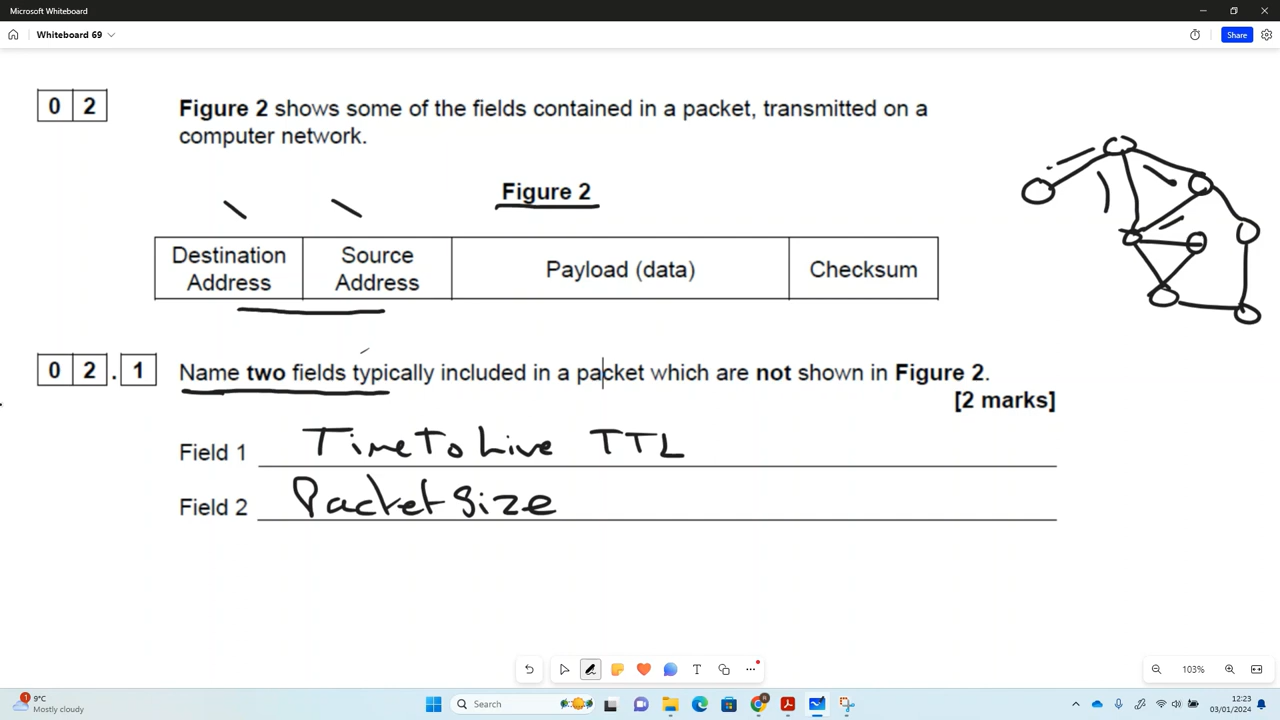 Microsoft Whiteboard
Whiteboard 69
Share
0 2
Figure 2 shows some of the fields contained in a packet, transmitted on a
computer network.
Figure 2
Destination Address
Source Address
Payload (data)
Checksum
0 2 . 1
Name two fields typically included in a packet which are not shown in Figure 2.
[2 marks]
Field 1 Time To Live TTL
Field 2 Packet Size
103%
9°C
Mostly cloudy
Search
12:23
03/01/2024